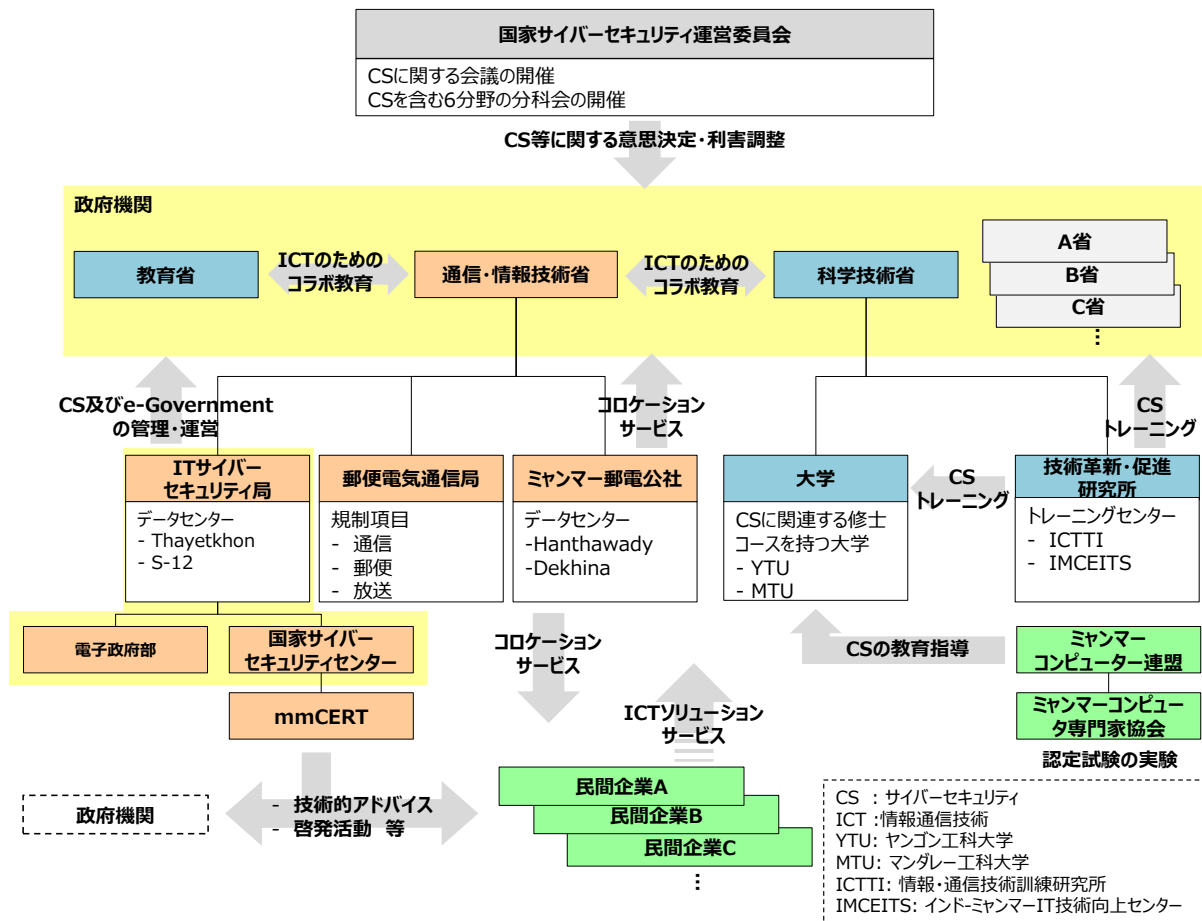 国家サイバーセキュリティ運営委員会
CSに関する会議の開催
CSを含む6分野の分科会の開催
CS等に関する意思決定・利害調整
政府機関
教育省
ICTのための
コラボ教育
通信・情報技術省
ICTのための
コラボ教育
科学技術省
A省
B省
C省
⋮
CS及びe-Government
の管理・運営
コロケーション
サービス
CS
トレーニング
ITサイバー
セキュリティ局
データセンター
- Thayetkhon
- S-12
郵便電気通信局
規制項目
- 通信
- 郵便
- 放送
ミャンマー郵電公社
データセンター
-Hanthawady
-Dekhina
大学
CSに関連する修士
コースを持つ大学
- YTU
- MTU
CS
トレーニング
技術革新・促進
研究所
トレーニングセンター
- ICTTI
- IMCEITS
電子政府部
国家サイバー
セキュリティセンター
mmCERT
コロケーション
サービス
ICTソリューション
サービス
CSの教育指導
ミャンマー
コンピューター連盟
ミャンマーコンピュー
タ専門家協会
認定試験の実験
政府機関
- 技術的アドバイス
- 啓発活動 等
民間企業A
民間企業B
民間企業C
⋮
CS : サイバーセキュリティ
ICT :情報通信技術
YTU: ヤンゴン工科大学
MTU: マンダレー工科大学
ICTTI: 情報・通信技術訓練研究所
IMCEITS: インド-ミャンマーIT技術向上センター